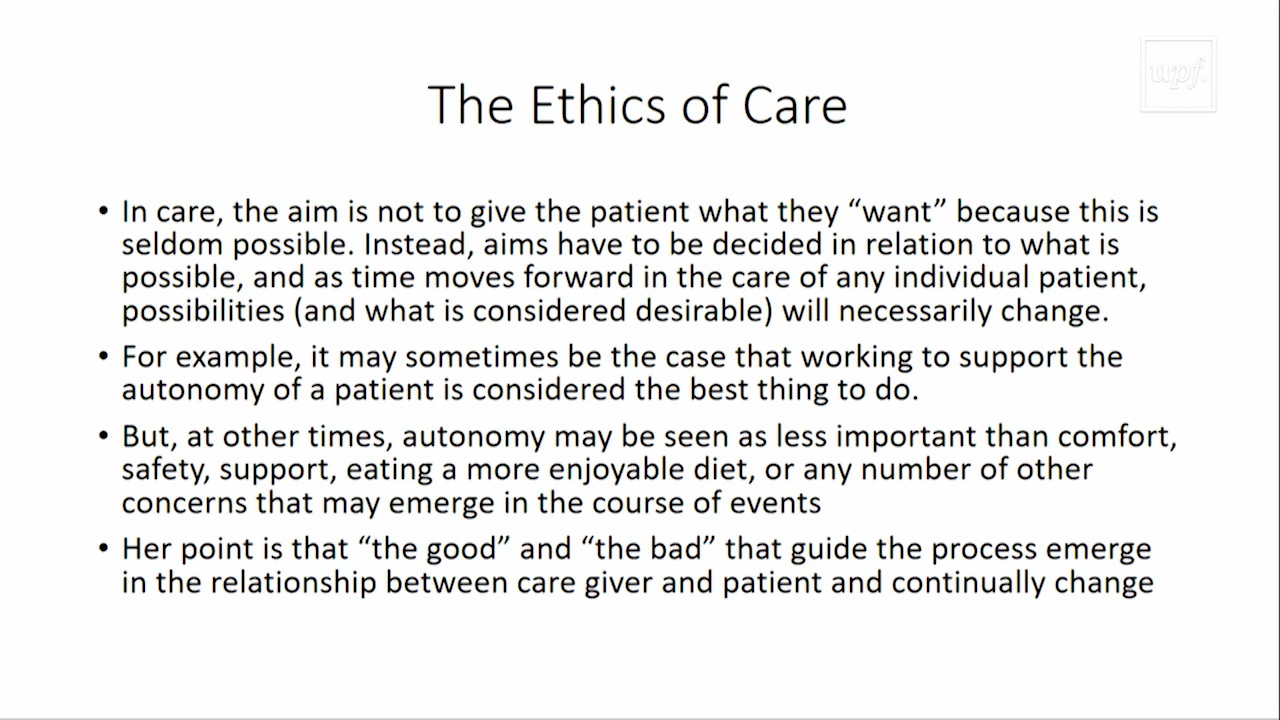 upf.
The Ethics of Care
• In care, the aim is not to give the patient what they “want” because this is
seldom possible. Instead, aims have to be decided in relation to what is
possible, and as time moves forward in the care of any individual patient,
possibilities (and what is considered desirable) will necessarily change.
• For example, it may sometimes be the case that working to support the
autonomy of a patient is considered the best thing to do.
• But, at other times, autonomy may be seen as less important than comfort,
safety, support, eating a more enjoyable diet, or any number of other
concerns that may emerge in the course of events
• Her point is that “the good” and “the bad” that guide the process emerge
in the relationship between care giver and patient and continually change